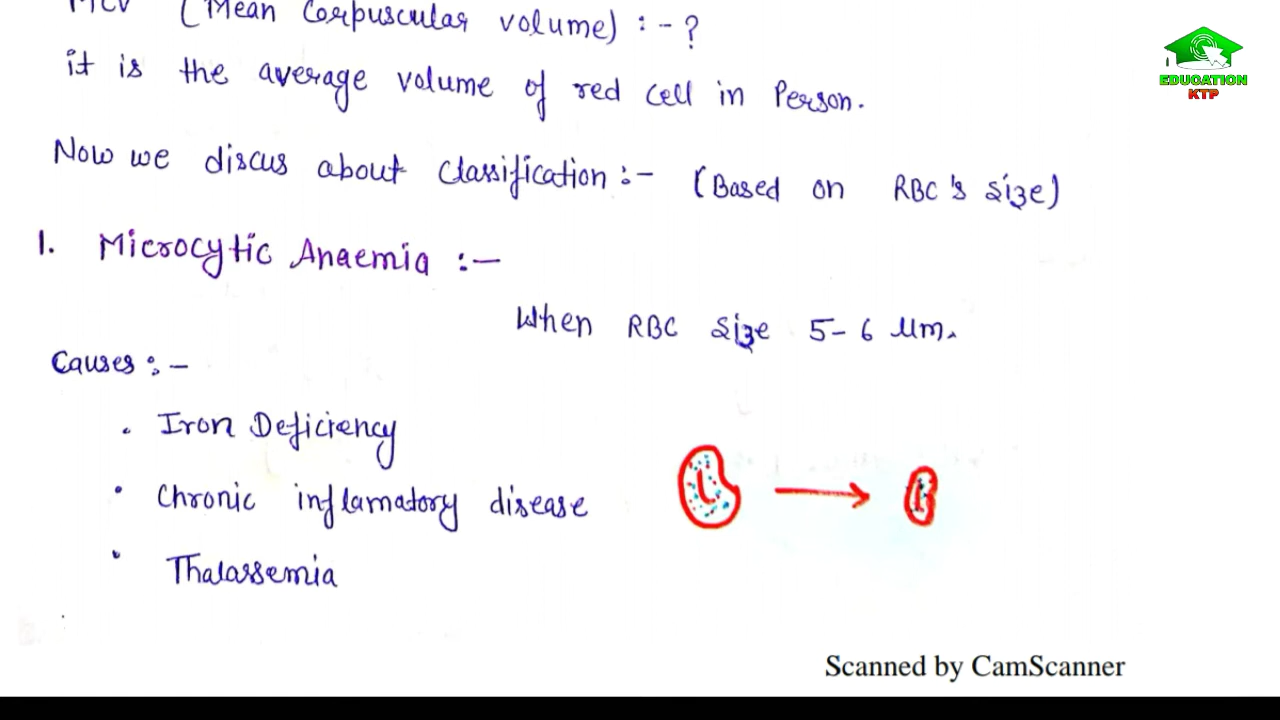 MCV (Mean Corpuscular volume) :- ?
it is the average volume of red cell in Person.
Now we discus about Classification :- (Based on RBC's size)
1. Microcytic Anaemia :-
When RBC size 5-6 μm.
Causes :-
• Iron Deficiency
• Chronic inflamatory disease
• Thalassemia
EDUCATION
KTP
Scanned by CamScanner